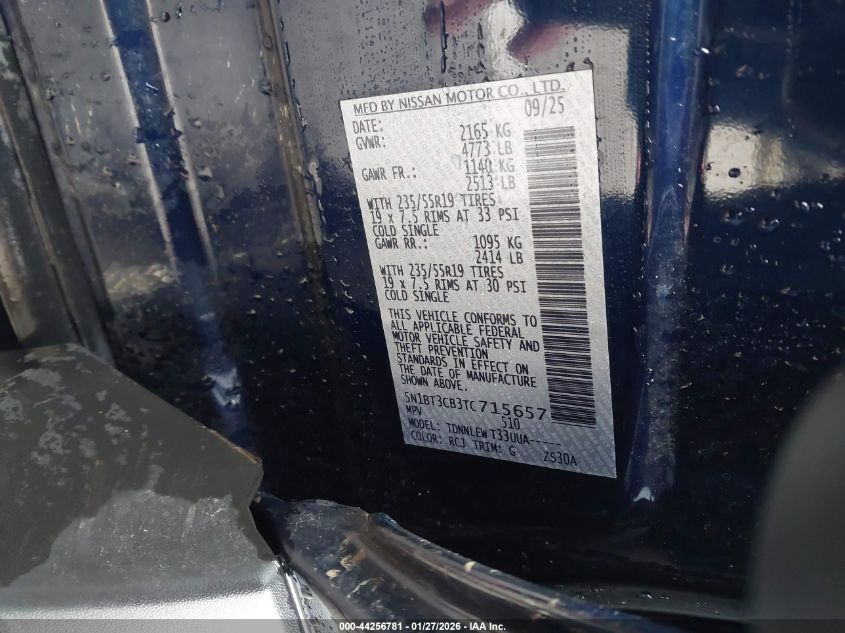 MFD BY NISSAN MOTOR CO., LTD.
DATE: 09/25
GVWR: 2165 KG
4773 LB
GAWR FR.: 1140 KG
2513 LB
WITH 235/55R19 TIRES
19 x 7.5 RIMS AT 33 PSI
COLD SINGLE
GAWR RR.: 1095 KG
2414 LB
WITH 235/55R19 TIRES
19 x 7.5 RIMS AT 30 PSI
COLD SINGLE
THIS VEHICLE CONFORMS TO
ALL APPLICABLE FEDERAL
MOTOR VEHICLE SAFETY AND
THEFT PREVENTION
STANDARDS IN EFFECT ON
THE DATE OF MANUFACTURE
SHOWN ABOVE.
5N1BT3CB3TC715657
MPV 510
MODEL: TDNNLEW T33UUA-----
COLOR: RCJ TRIM: G ZS30A
000-44256781 - 01/27/2026 - IAA Inc.